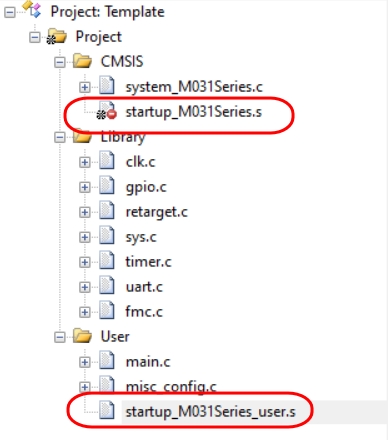 Project: Template
Project
CMSIS
system_M031Series.c
startup_M031Series.s
Library
clk.c
gpio.c
retarget.c
sys.c
timer.c
uart.c
fmc.c
User
main.c
misc_config.c
startup_M031Series_user.s